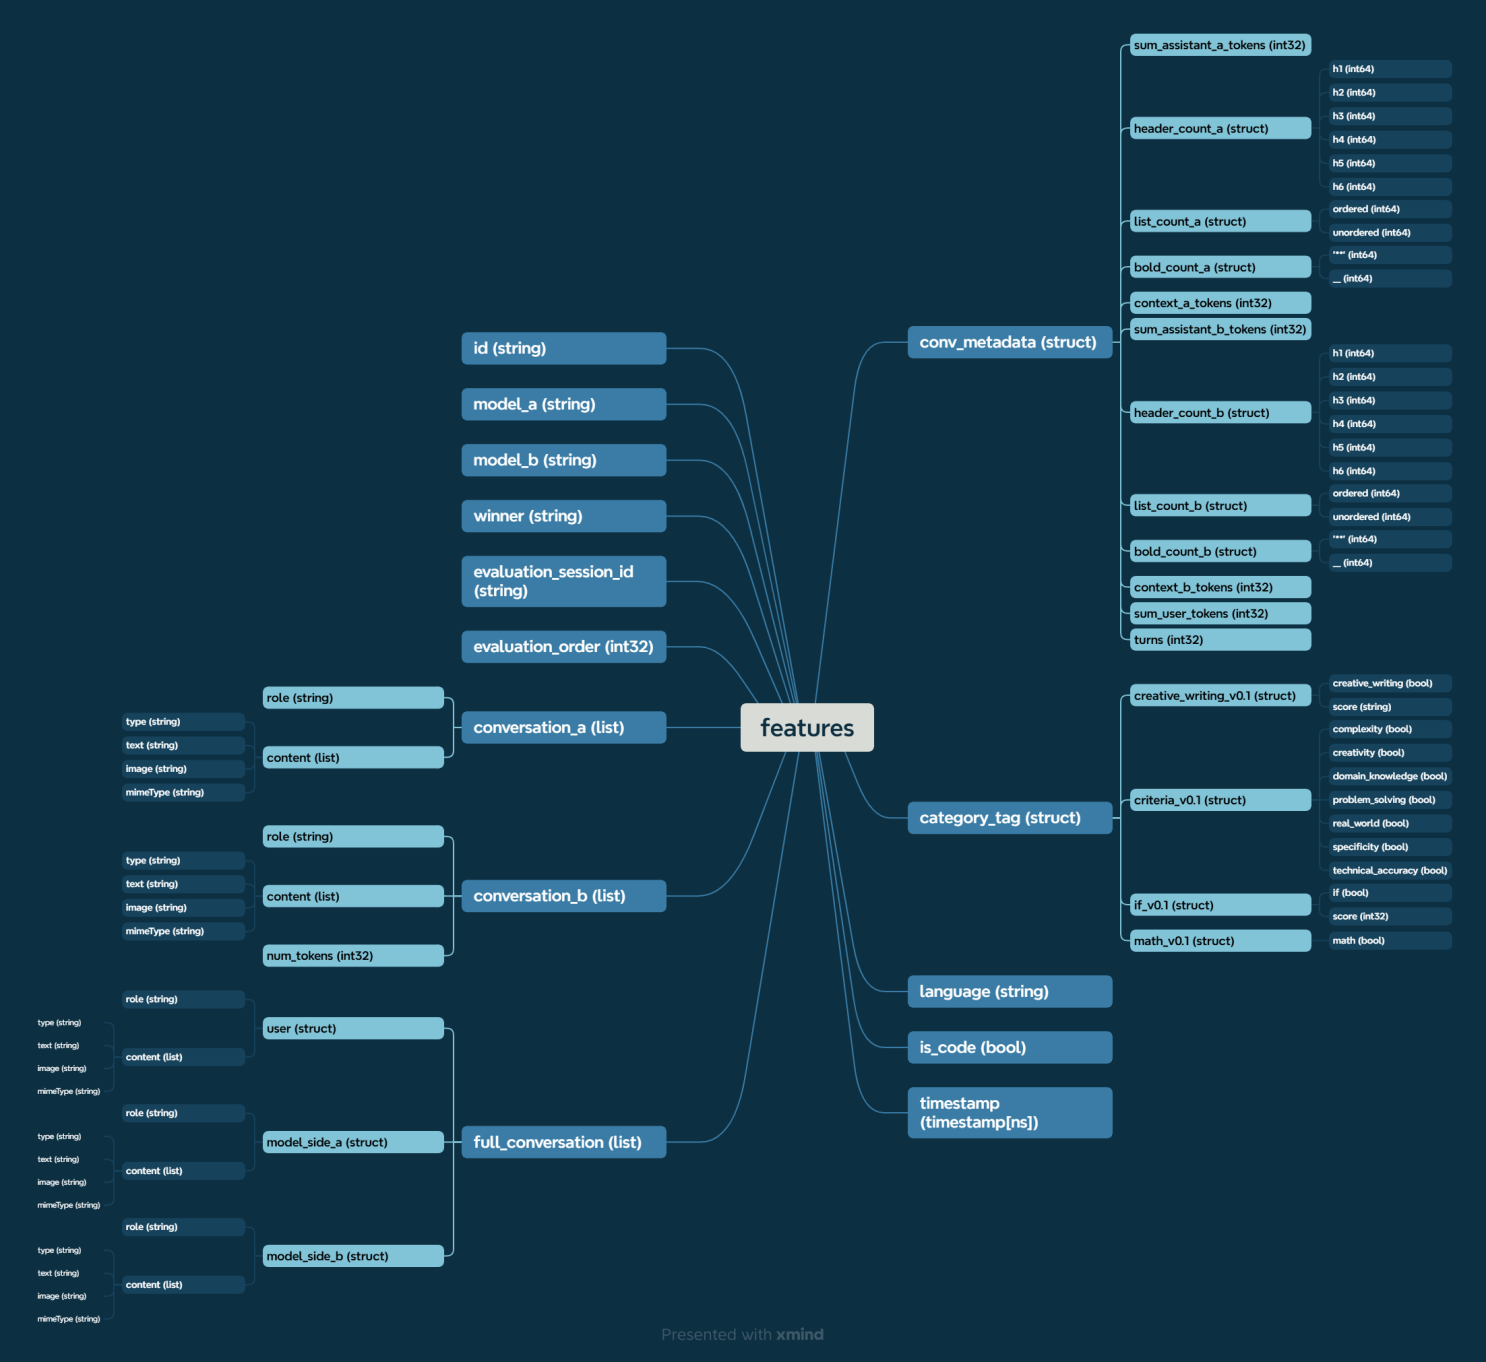 features
id (string)
model_a (string)
model_b (string)
winner (string)
evaluation_session_id
(string)
evaluation_order (int32)
conversation_a (list)
role (string)
content (list)
type (string)
text (string)
image (string)
mimeType (string)
conversation_b (list)
role (string)
content (list)
type (string)
text (string)
image (string)
mimeType (string)
num_tokens (int32)
full_conversation (list)
user (struct)
role (string)
content (list)
type (string)
text (string)
image (string)
mimeType (string)
model_side_a (struct)
role (string)
content (list)
type (string)
text (string)
image (string)
mimeType (string)
model_side_b (struct)
role (string)
content (list)
type (string)
text (string)
image (string)
mimeType (string)
conv_metadata (struct)
sum_assistant_a_tokens (int32)
header_count_a (struct)
h1 (int64)
h2 (int64)
h3 (int64)
h4 (int64)
h5 (int64)
h6 (int64)
list_count_a (struct)
ordered (int64)
unordered (int64)
bold_count_a (struct)
"**" (int64)
__ (int64)
context_a_tokens (int32)
sum_assistant_b_tokens (int32)
header_count_b (struct)
h1 (int64)
h2 (int64)
h3 (int64)
h4 (int64)
h5 (int64)
h6 (int64)
list_count_b (struct)
ordered (int64)
unordered (int64)
bold_count_b (struct)
"**" (int64)
__ (int64)
context_b_tokens (int32)
sum_user_tokens (int32)
turns (int32)
category_tag (struct)
creative_writing_v0.1 (struct)
creative_writing (bool)
score (string)
criteria_v0.1 (struct)
complexity (bool)
creativity (bool)
domain_knowledge (bool)
problem_solving (bool)
real_world (bool)
specificity (bool)
technical_accuracy (bool)
if_v0.1 (struct)
if (bool)
score (int32)
math_v0.1 (struct)
math (bool)
language (string)
is_code (bool)
timestamp
(timestamp[ns])
Presented with xmind